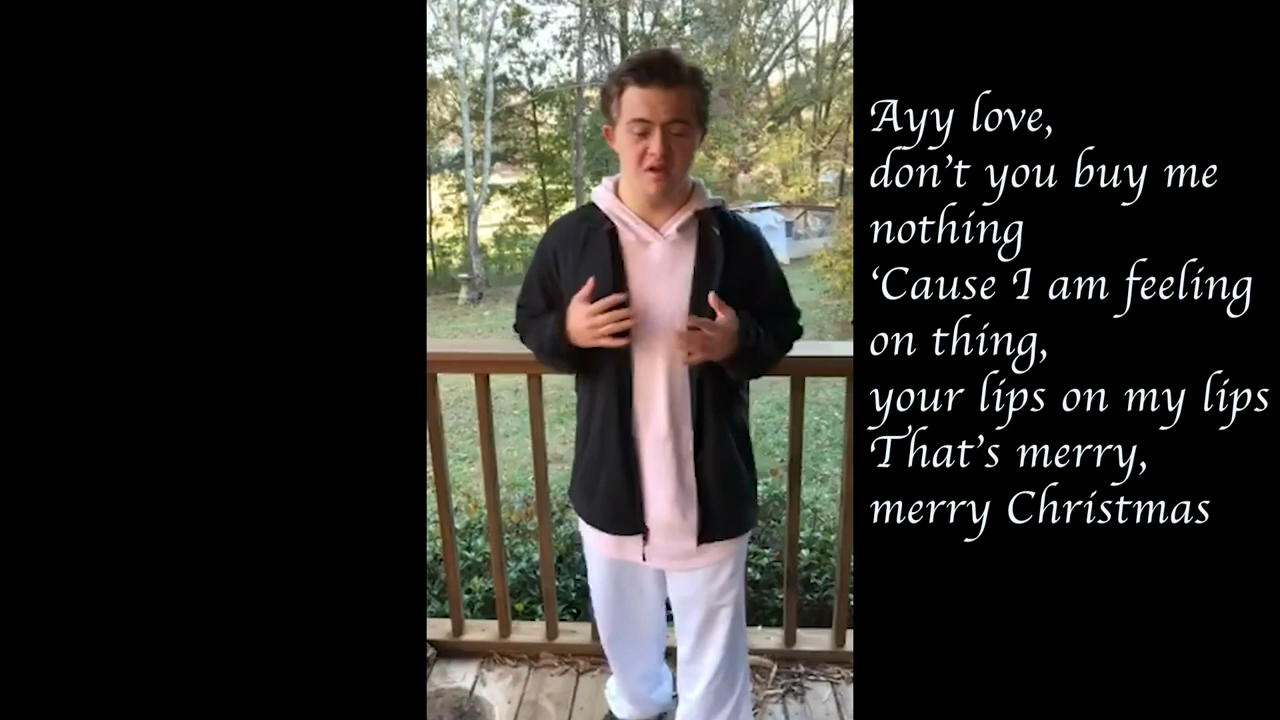 Ayy love,
don't you buy me
nothing
‘Cause I am feeling
on thing,
your lips on my lips
That's merry,
merry Christmas